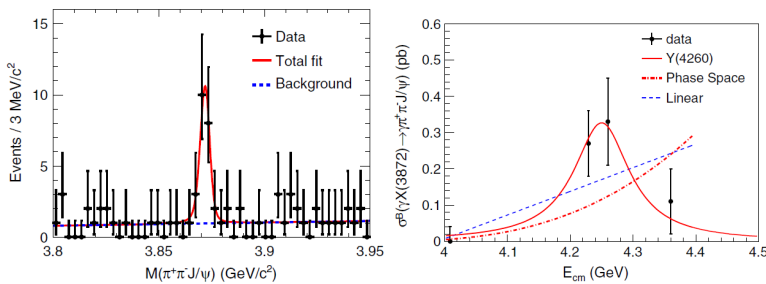 Events / 3 MeV/c²
15
10
5
0
3.8
3.85
3.9
3.95
M(π⁺π⁻J/ψ) (GeV/c²)
Data
Total fit
Background
σᴮ(γX(3872)→γπ⁺π⁻J/ψ) (pb)
0.6
0.5
0.4
0.3
0.2
0.1
0
4
4.1
4.2
4.3
4.4
4.5
E_cm (GeV)
data
Y(4260)
Phase Space
Linear